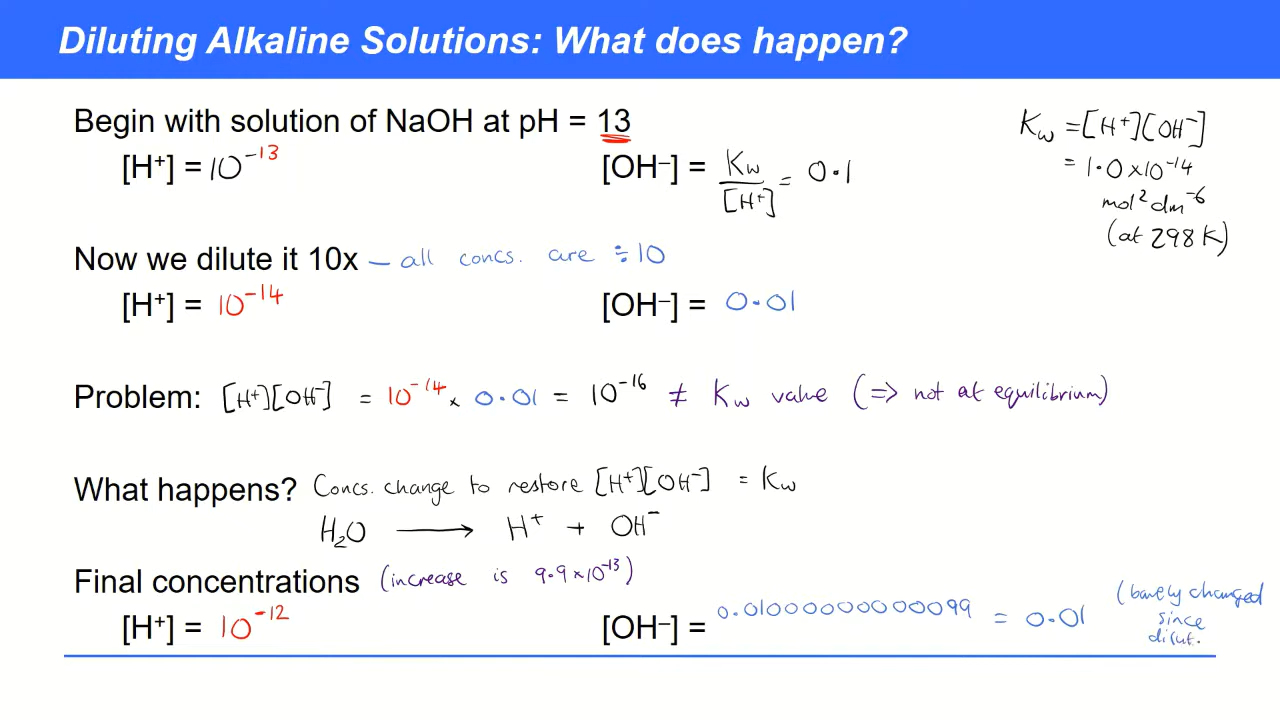 Diluting Alkaline Solutions: What does happen?
Begin with solution of NaOH at pH = 13
[H⁺] = 10⁻¹³
[OH⁻] = Kw/[H⁺] = 0.1
Kw = [H⁺][OH⁻]
= 1.0 × 10⁻¹⁴
mol² dm⁻⁶
(at 298 K)
Now we dilute it 10x – all concs. are ÷ 10
[H⁺] = 10⁻¹⁴
[OH⁻] = 0.01
Problem: [H⁺][OH⁻] = 10⁻¹⁴ × 0.01 = 10⁻¹⁶ ≠ Kw value (⇒ not at equilibrium)
What happens? Concs. change to restore [H⁺][OH⁻] = Kw
H₂O ⟶ H⁺ + OH⁻
Final concentrations (increase is 9.9×10⁻¹³)
[H⁺] = 10⁻¹²
[OH⁻] = 0.01000000000099 = 0.01
(barely changed
since
dilut.